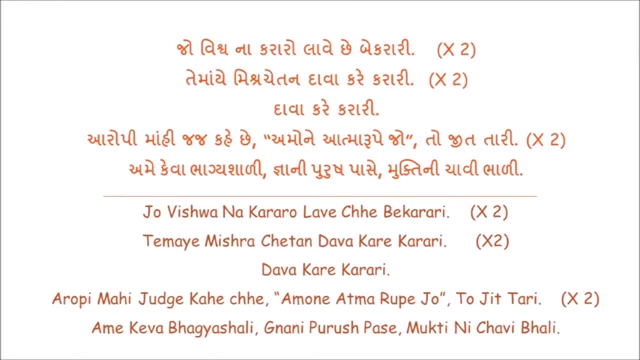 જો વિશ્વ ના કરારો લાવે છે બેકરારી. (X 2)
તેમાંયે મિશ્રચેતન દાવા કરે કરારી. (X 2)
દાવા કરે કરારી.
આરોપી માંહી જજ કહે છે, “અમોને આત્મારૂપે જો”, તો જીત તારી. (X 2)
અમે કેવા ભાગ્યશાળી, જ્ઞાની પુરુષ પાસે, મુક્તિની ચાવી ભાળી.
Jo Vishwa Na Kararo Lave Chhe Bekarari. (X 2)
Temaye Mishra Chetan Dava Kare Karari. (X2)
Dava Kare Karari.
Aropi Mahi Judge Kahe chhe, “Amone Atma Rupe Jo”, To Jit Tari. (X 2)
Ame Keva Bhagyashali, Gnani Purush Pase, Mukti Ni Chavi Bhali.